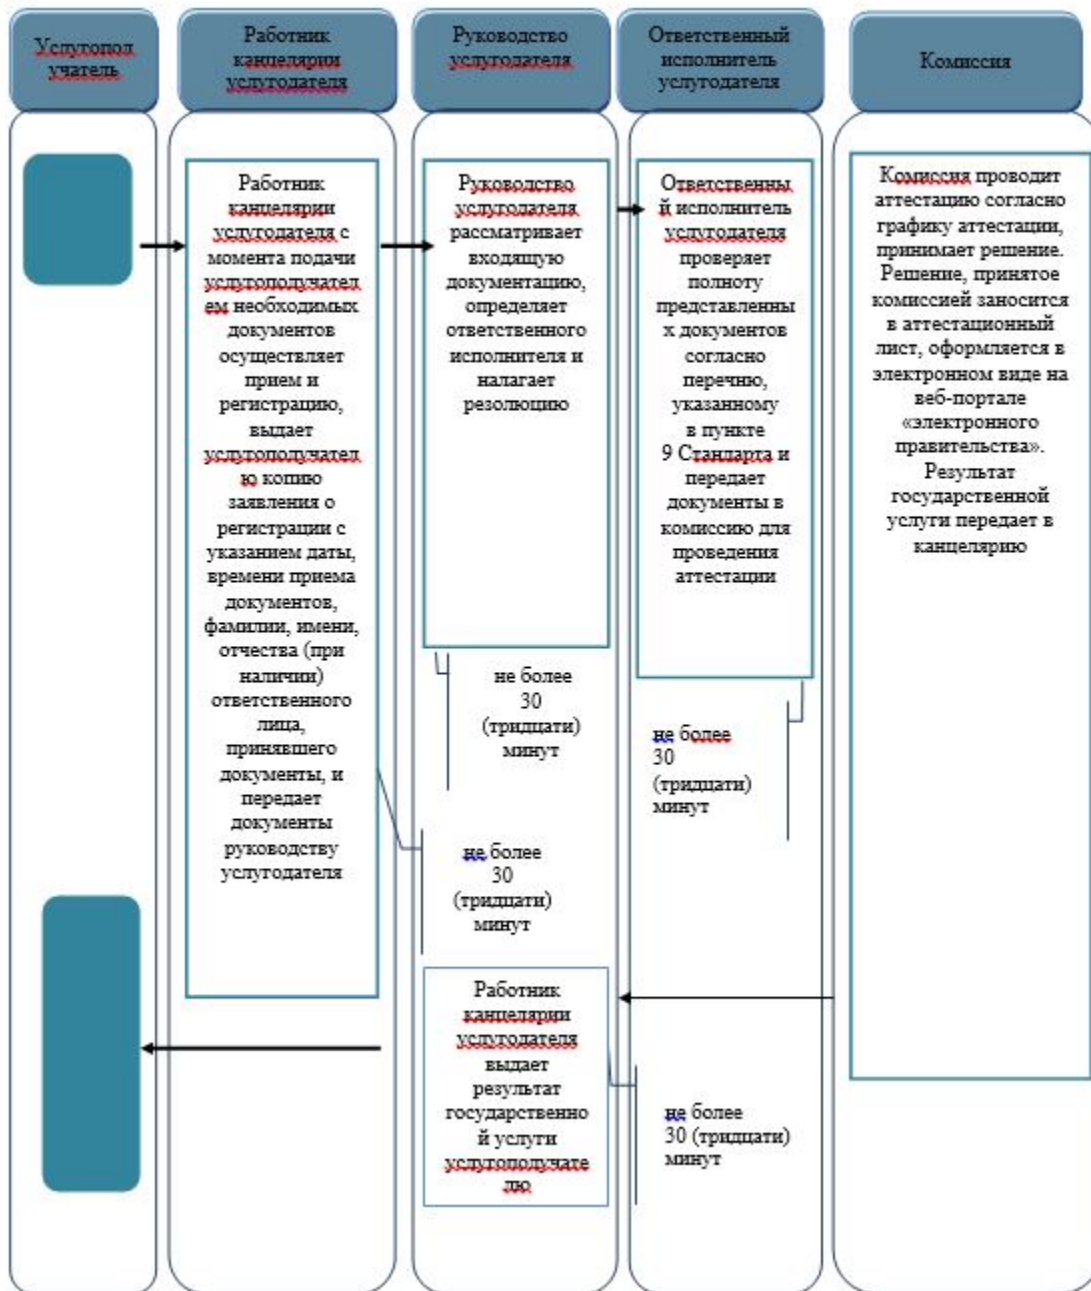 Услугопол
учатель
Работник
канцелярии
услугодателя
Руководство
услугодателя
Ответственный
исполнитель
услугодателя
Комиссия
Работник
канцелярии
услугодателя с
момента подачи
услугополучател
ем необходимых
документов
осуществляет
прием и
регистрацию,
выдает
услугополучател
ю копию
заявления о
регистрации с
указанием даты,
времени приема
документов,
фамилии, имени,
отчества (при
наличии)
ответственного
лица,
принявшего
документы, и
передает
документы
руководству
услугодателя
Руководство
услугодателя
рассматривает
входящую
документацию,
определяет
ответственного
исполнителя и
налагает
резолюцию
Ответственны
й исполнитель
услугодателя
проверяет
полноту
представленны
х документов
согласно
перечню,
указанному
в пункте
9 Стандарта и
передает
документы в
комиссию для
проведения
аттестации
Комиссия проводит
аттестацию согласно
графику аттестации,
принимает решение.
Решение, принятое
комиссией заносится
в аттестационный
лист, оформляется в
электронном виде на
веб-портале
«электронного
правительства».
Результат
государственной
услуги передает в
канцелярию
не более
30
(тридцати)
минут
не более
30
(тридцати)
минут
не более
30
(тридцати)
минут
Работник
канцелярии
услугодателя
выдает
результат
государственно
й услуги
услугополучате
лю
не более
30 (тридцати)
минут